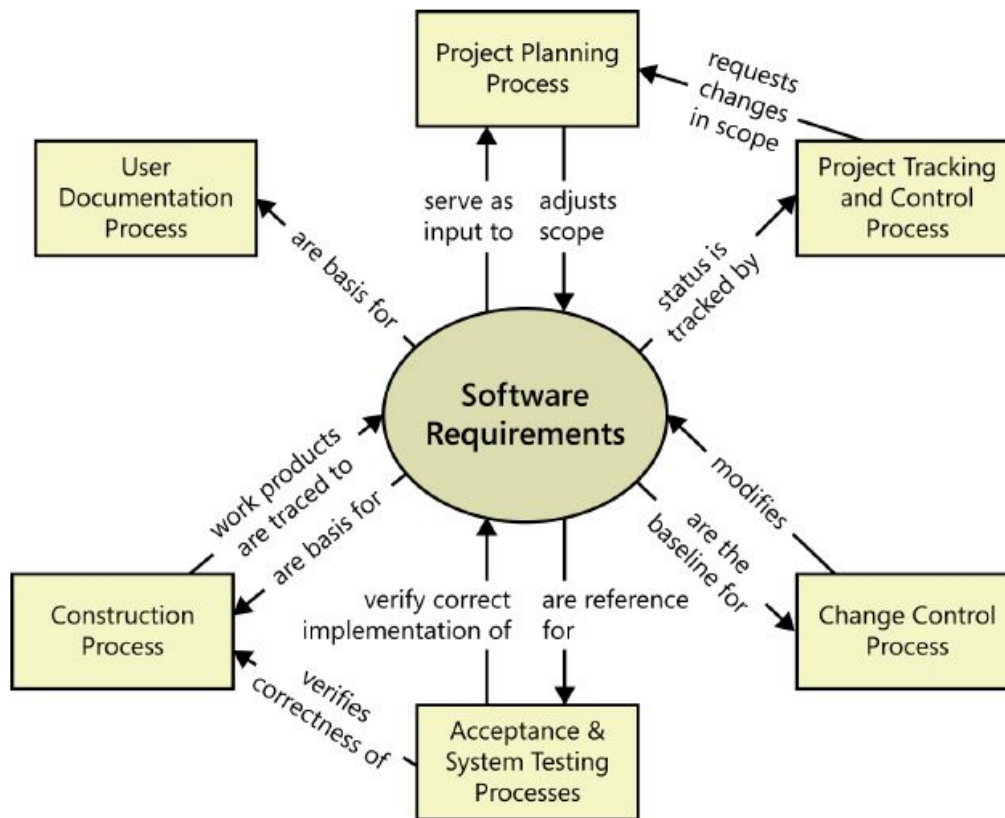 Project Planning
Process
requests
changes
in scope
User
Documentation
Process
Project Tracking
and Control
Process
serve as
input to
adjusts
scope
are basis for
status is
tracked by
Software
Requirements
work products
are traced to
are basis for
modifies
are the
baseline for
Construction
Process
verify correct
implementation of
are reference
for
Change Control
Process
verifies
correctness of
Acceptance &
System Testing
Processes